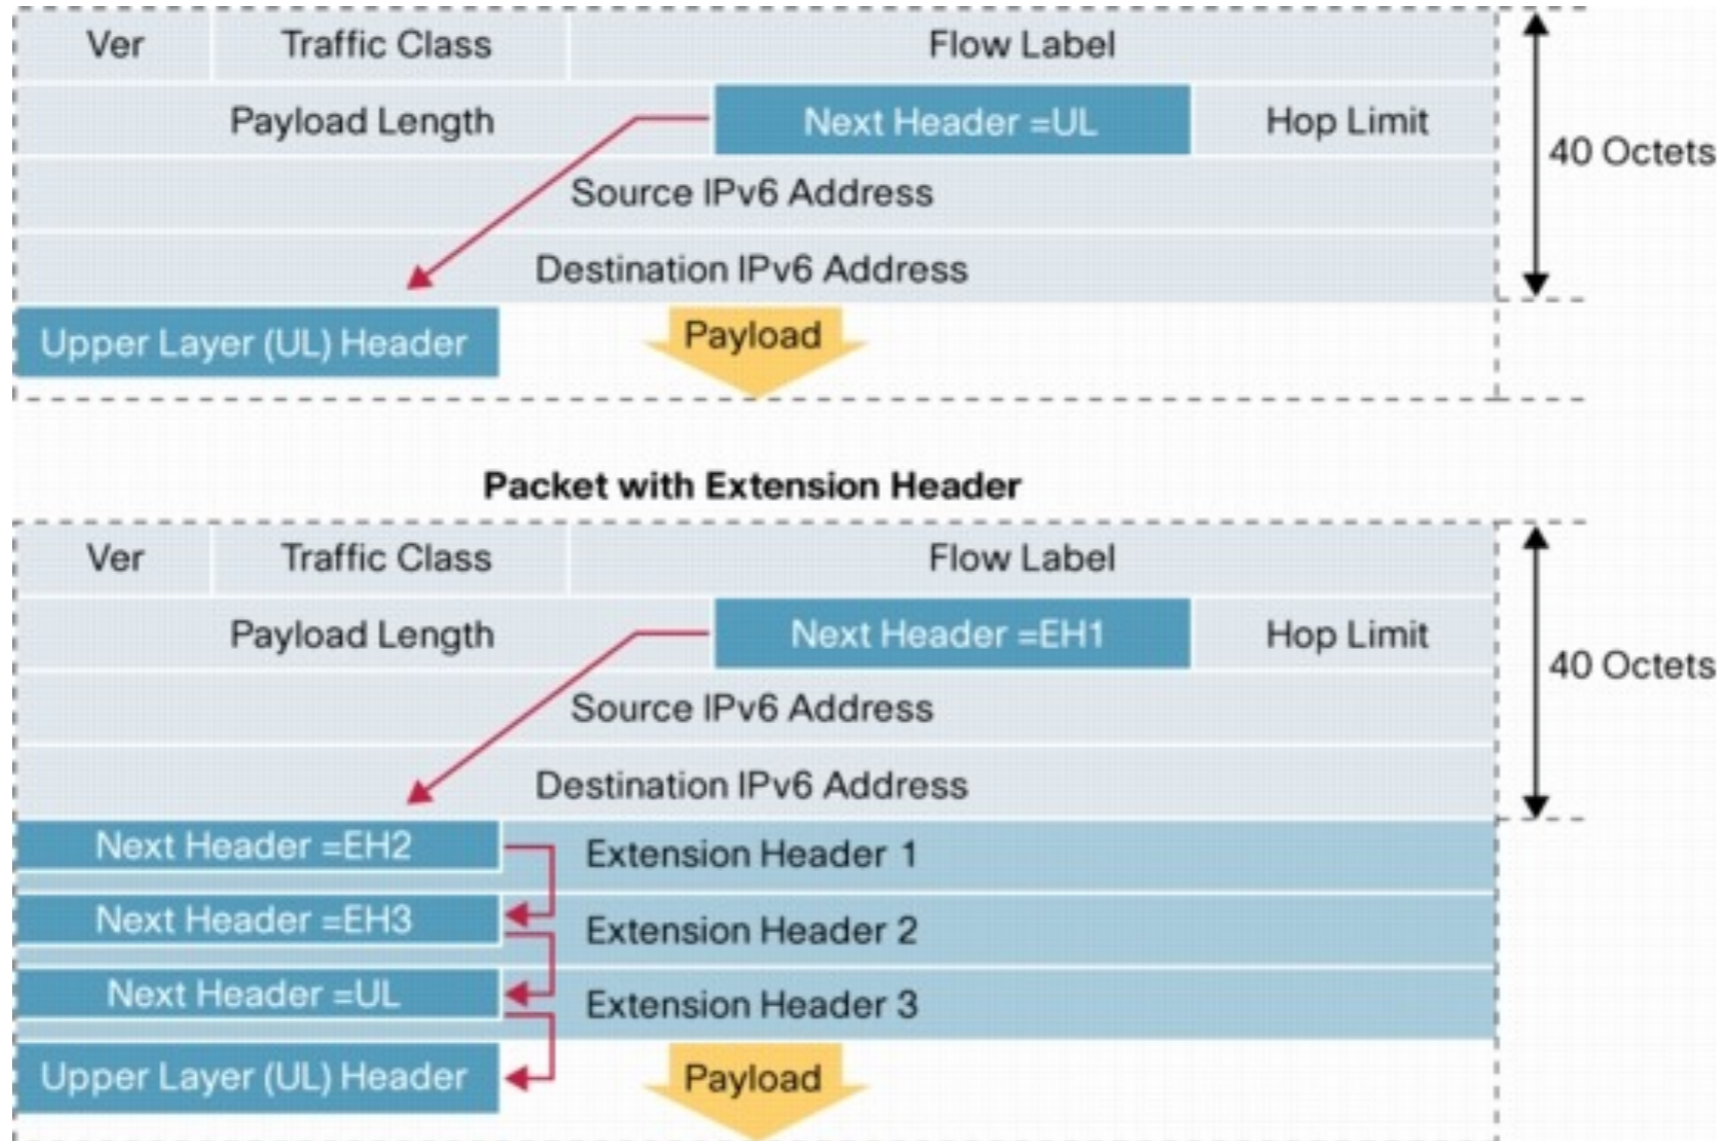 Ver Traffic Class Flow Label
Payload Length Next Header =UL Hop Limit
40 Octets
Source IPv6 Address
Destination IPv6 Address
Upper Layer (UL) Header Payload
Packet with Extension Header
Ver Traffic Class Flow Label
Payload Length Next Header =EH1 Hop Limit
40 Octets
Source IPv6 Address
Destination IPv6 Address
Next Header =EH2 Extension Header 1
Next Header =EH3 Extension Header 2
Next Header =UL Extension Header 3
Upper Layer (UL) Header Payload